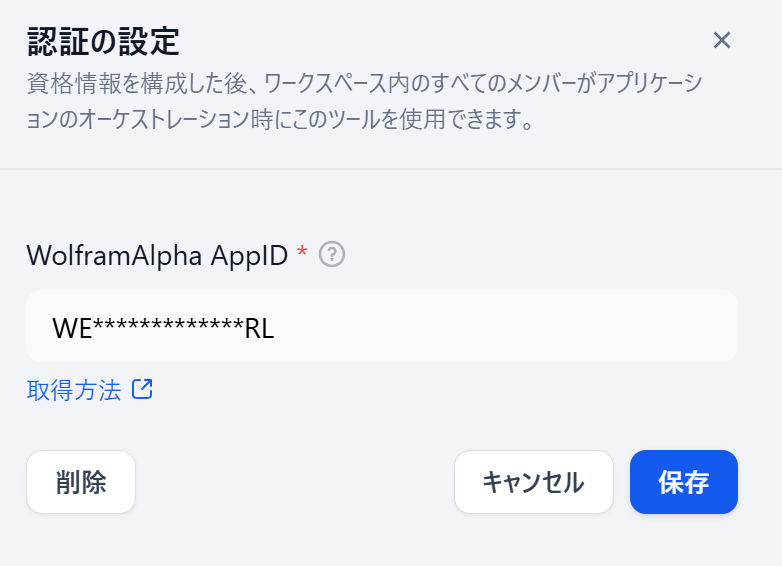 認証の設定
資格情報を構成した後、ワークスペース内のすべてのメンバーがアプリケーシ
ョンのオーケストレーション時にこのツールを使用できます。
WolframAlpha AppID *
WE*************RL
取得方法
削除
キャンセル
保存